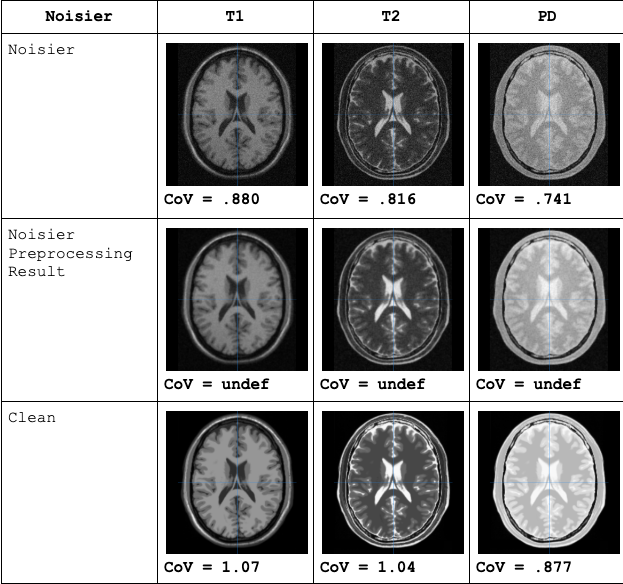 Noisier T1 T2 PD
Noisier
CoV = .880 CoV = .816 CoV = .741
Noisier
Preprocessing
Result
CoV = undef CoV = undef CoV = undef
Clean
CoV = 1.07 CoV = 1.04 CoV = .877